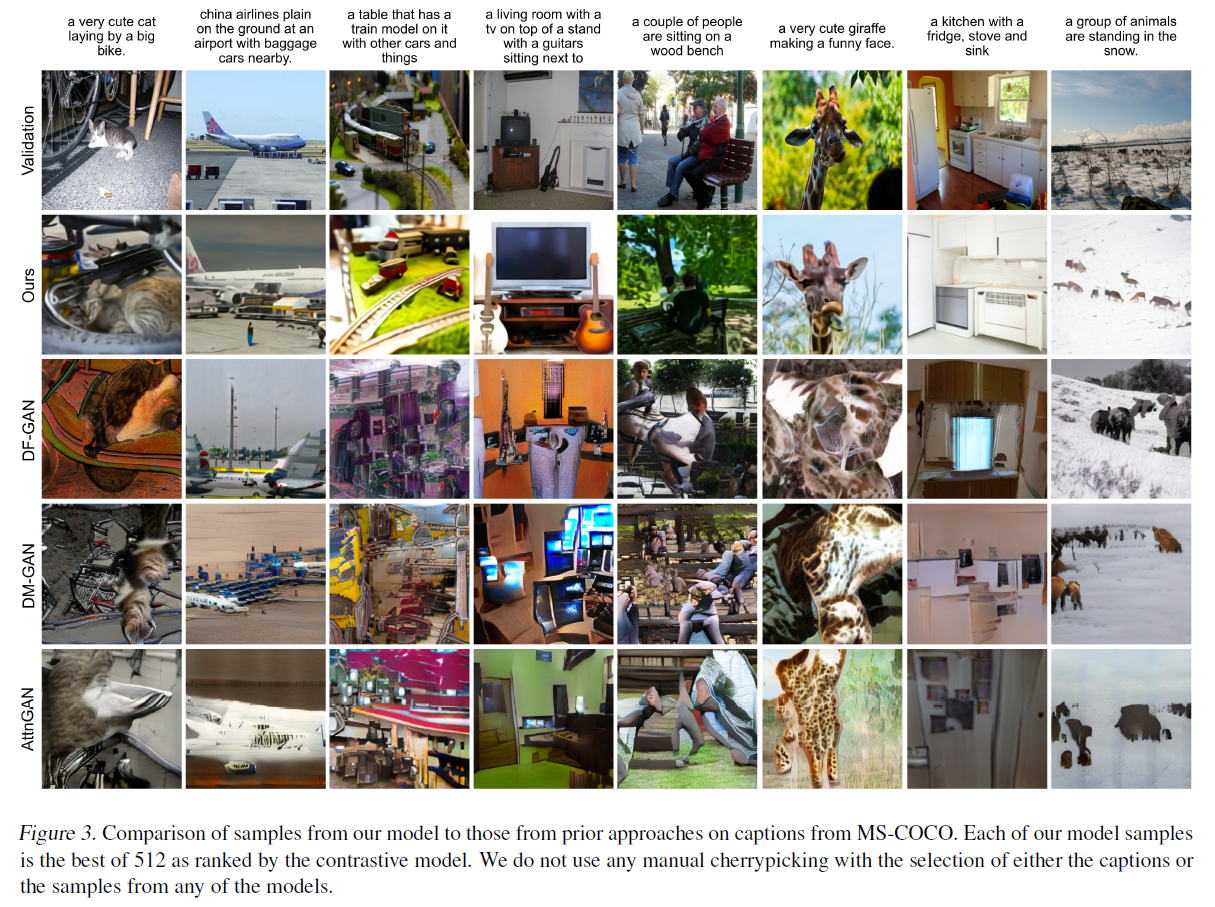 a very cute cat
laying by a big
bike.
china airlines plain
on the ground at an
airport with baggage
cars nearby.
a table that has a
train model on it
with other cars and
things
a living room with a
tv on top of a stand
with a guitars
sitting next to
a couple of people
are sitting on a
wood bench
a very cute giraffe
making a funny face.
a kitchen with a
fridge, stove and
sink
a group of animals
are standing in the
snow.
Validation
Ours
DF-GAN
DM-GAN
AttnGAN
Figure 3. Comparison of samples from our model to those from prior approaches on captions from MS-COCO. Each of our model samples
is the best of 512 as ranked by the contrastive model. We do not use any manual cherrypicking with the selection of either the captions or
the samples from any of the models.